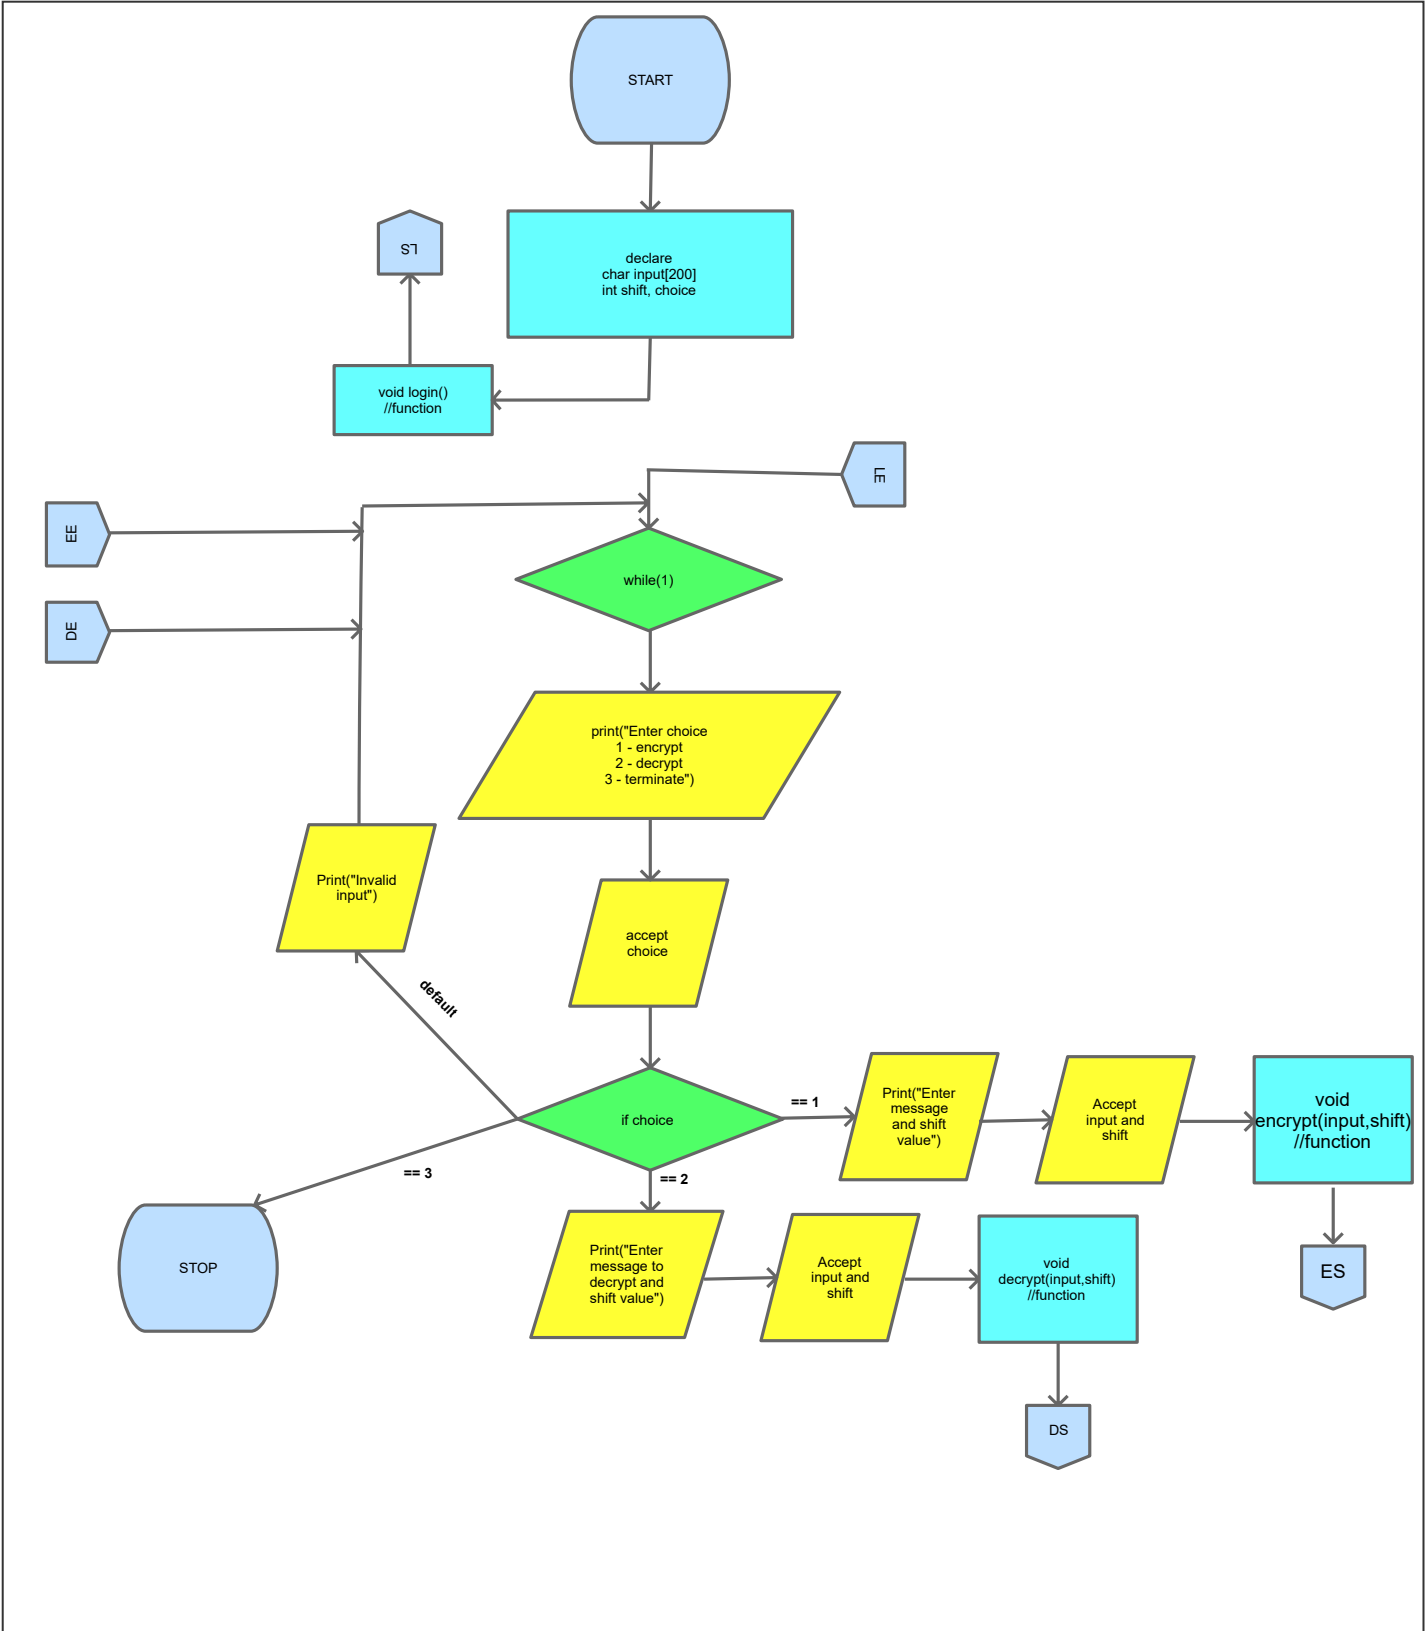 START
declare
char input[200]
int shift, choice
LS
void login()
//function
LE
EE
while(1)
DE
print("Enter choice
1 - encrypt
2 - decrypt
3 - terminate")
Print("Invalid
input")
accept
choice
default
if choice
== 1
Print("Enter
message
and shift
value")
Accept
input and
shift
void
encrypt(input,shift)
//function
== 3
== 2
STOP
Print("Enter
message to
decrypt and
shift value")
Accept
input and
shift
void
decrypt(input,shift)
//function
ES
DS